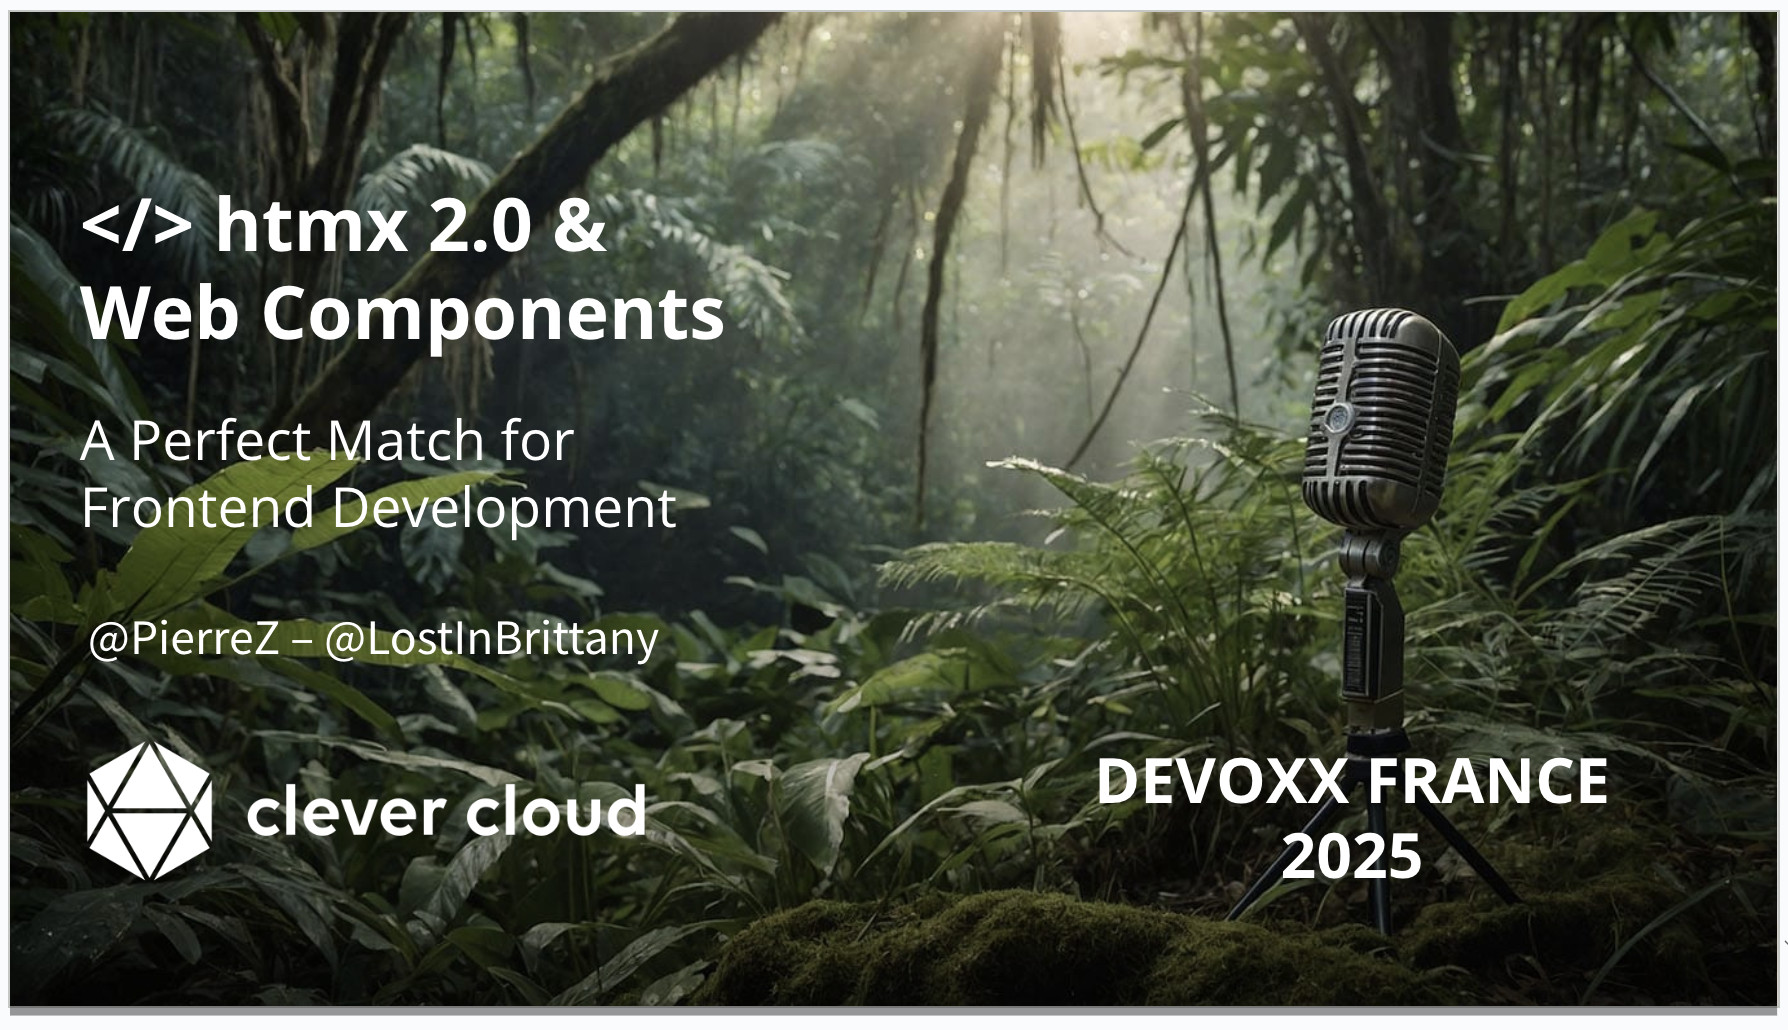 </> htmx 2.0 &
Web Components
A Perfect Match for
Frontend Development
@PierreZ – @LostInBrittany
clever cloud
DEVOXX FRANCE
2025